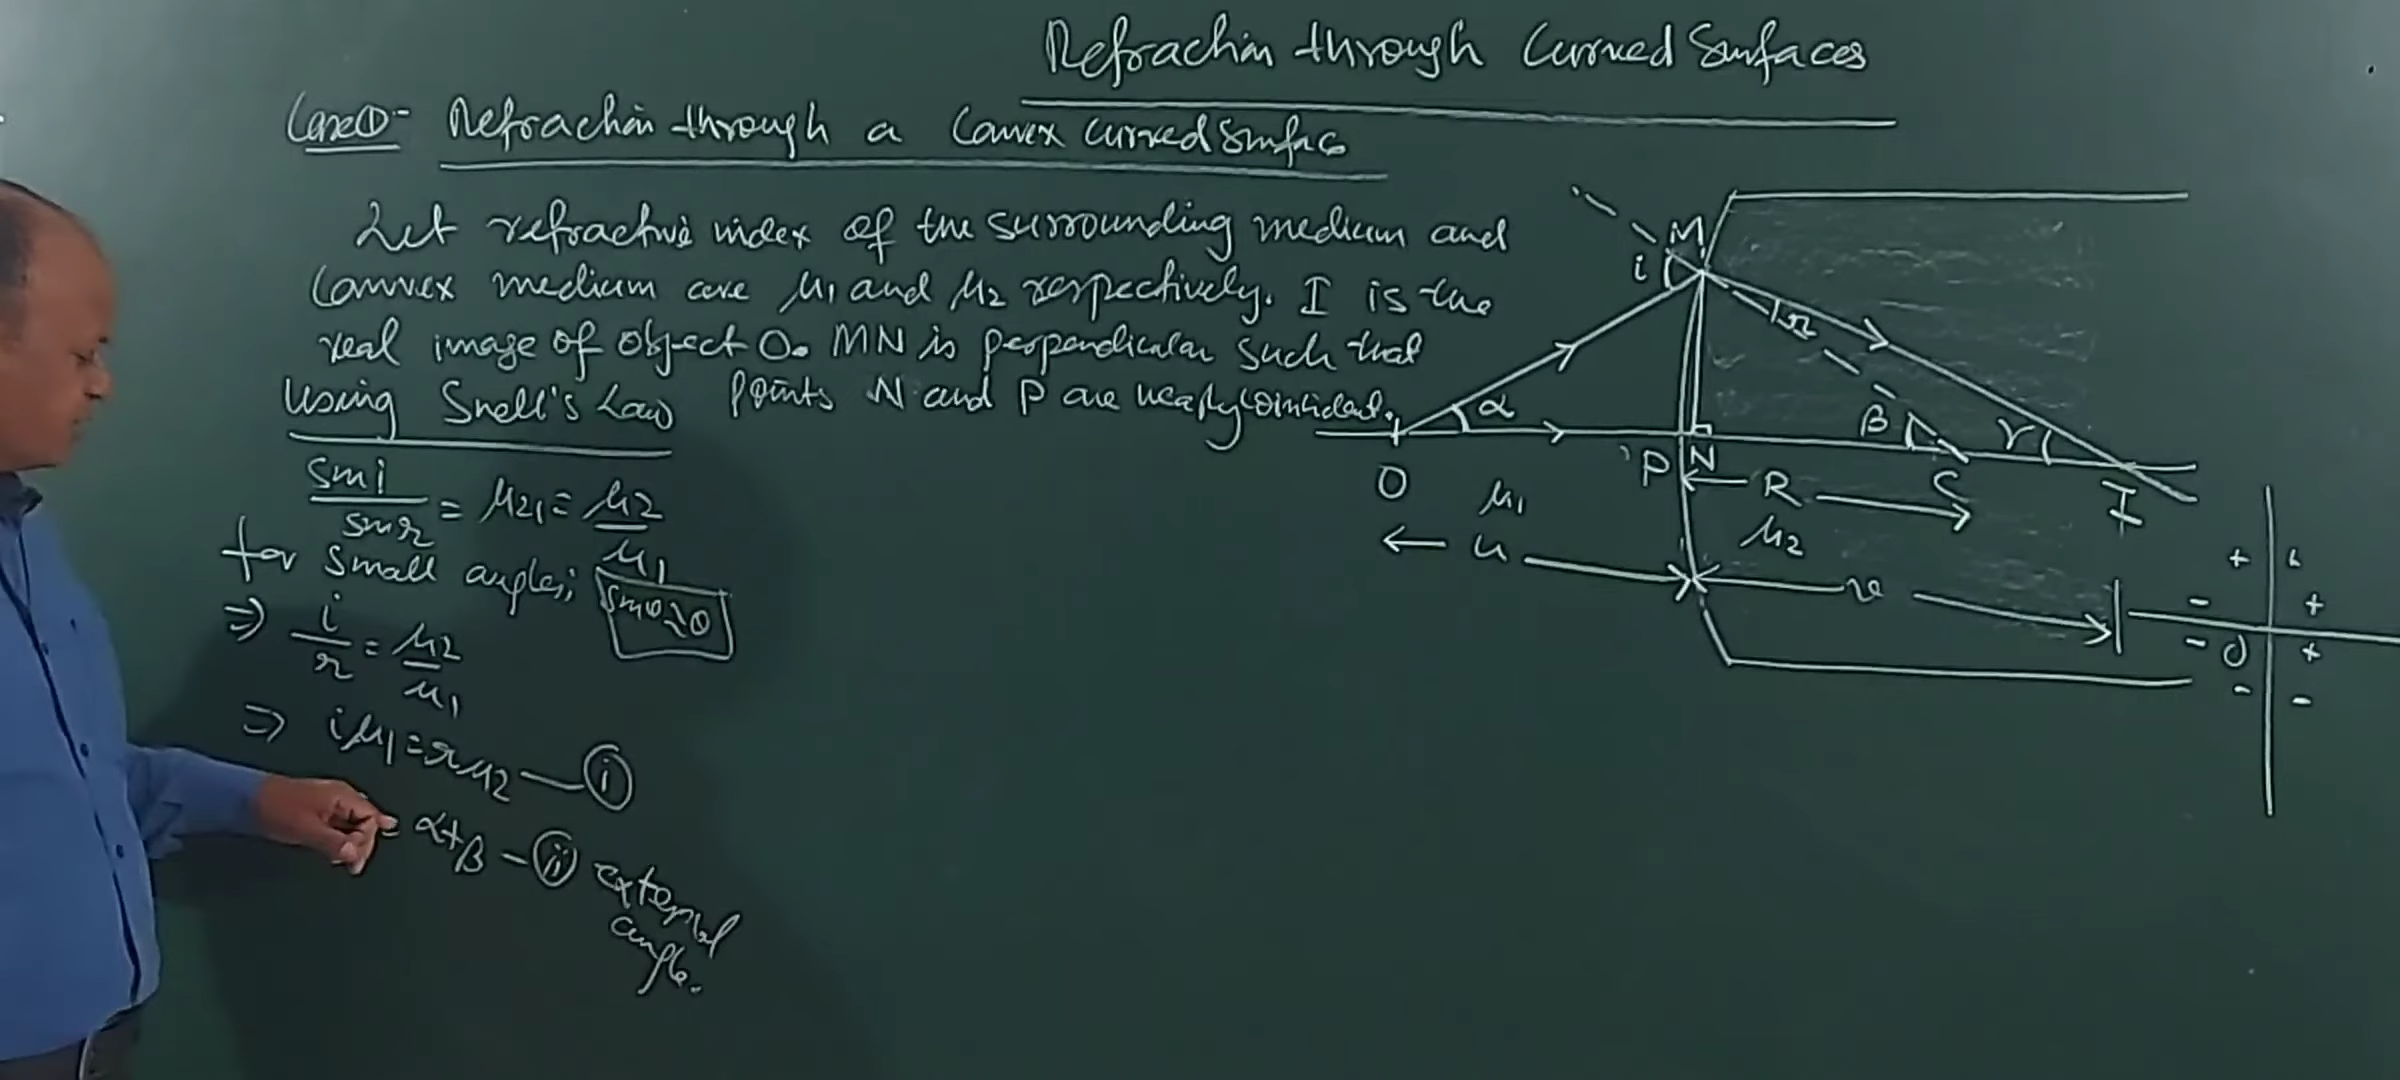 Refraction through Curved Surfaces
Case① - Refraction through a Convex curved Surface
Let refractive index of the surrounding medium and
Convex medium are μ1 and μ2 respectively. I is the
real image of object O. MN is perpendicular such that
Points N and P are nearly coincident.
Using Snell's Law
sin i / sin r = μ21 = μ2 / μ1
for small angles; sin θ ≈ θ
⇒ i / r = μ2 / μ1
⇒ iμ1 = rμ2 — (i)
= α+β – (ii) external
angle.
M
i
r
α
β
γ
O
P
N
C
I
R
μ1
μ2
u
v
+ +
- +
- O +
- -